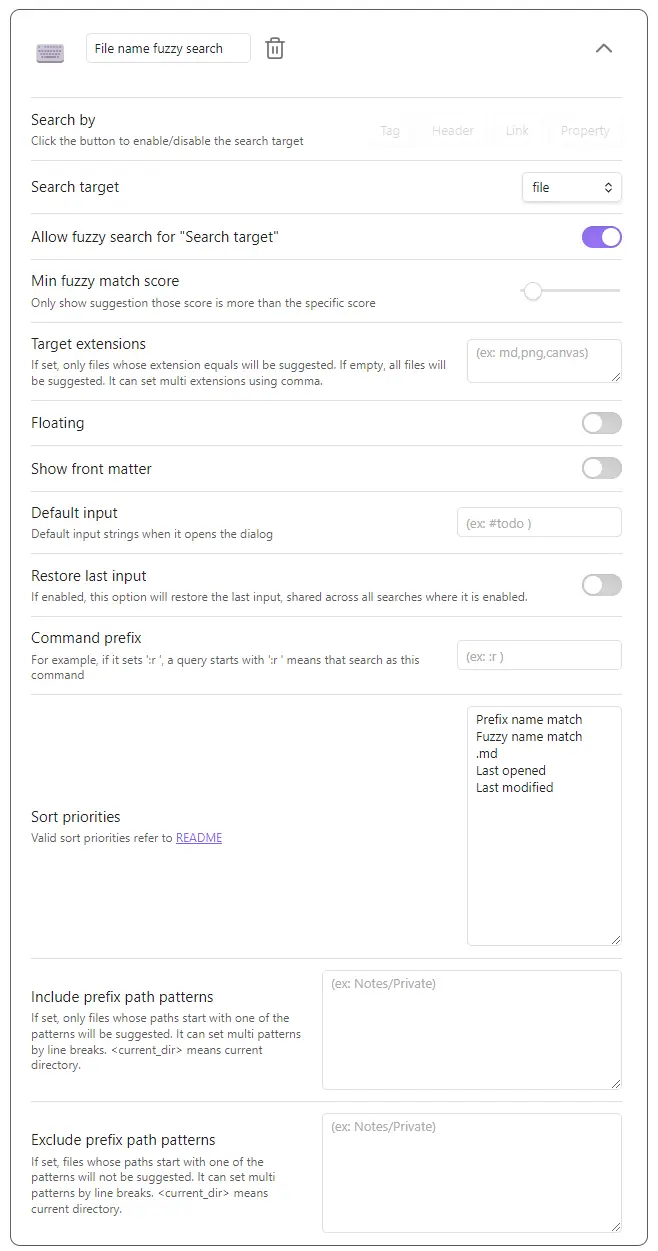 File name fuzzy search
Search by
Click the button to enable/disable the search target
Tag Header Link Property
Search target
file
Allow fuzzy search for "Search target"
Min fuzzy match score
Only show suggestion those score is more than the specific score
Target extensions
If set, only files whose extension equals will be suggested. If empty, all files will
be suggested. It can set multi extensions using comma.
(ex: md,png,canvas)
Floating
Show front matter
Default input
Default input strings when it opens the dialog
(ex: #todo )
Restore last input
If enabled, this option will restore the last input, shared across all searches where it is enabled.
Command prefix
For example, if it sets ':r ', a query starts with ':r ' means that search as this
command
(ex: :r )
Sort priorities
Valid sort priorities refer to README
Prefix name match
Fuzzy name match
.md
Last opened
Last modified
Include prefix path patterns
If set, only files whose paths start with one of the
patterns will be suggested. It can set multi patterns
by line breaks. <current_dir> means current
directory.
(ex: Notes/Private)
Exclude prefix path patterns
If set, files whose paths start with one of the
patterns will not be suggested. It can set multi
patterns by line breaks. <current_dir> means
current directory.
(ex: Notes/Private)